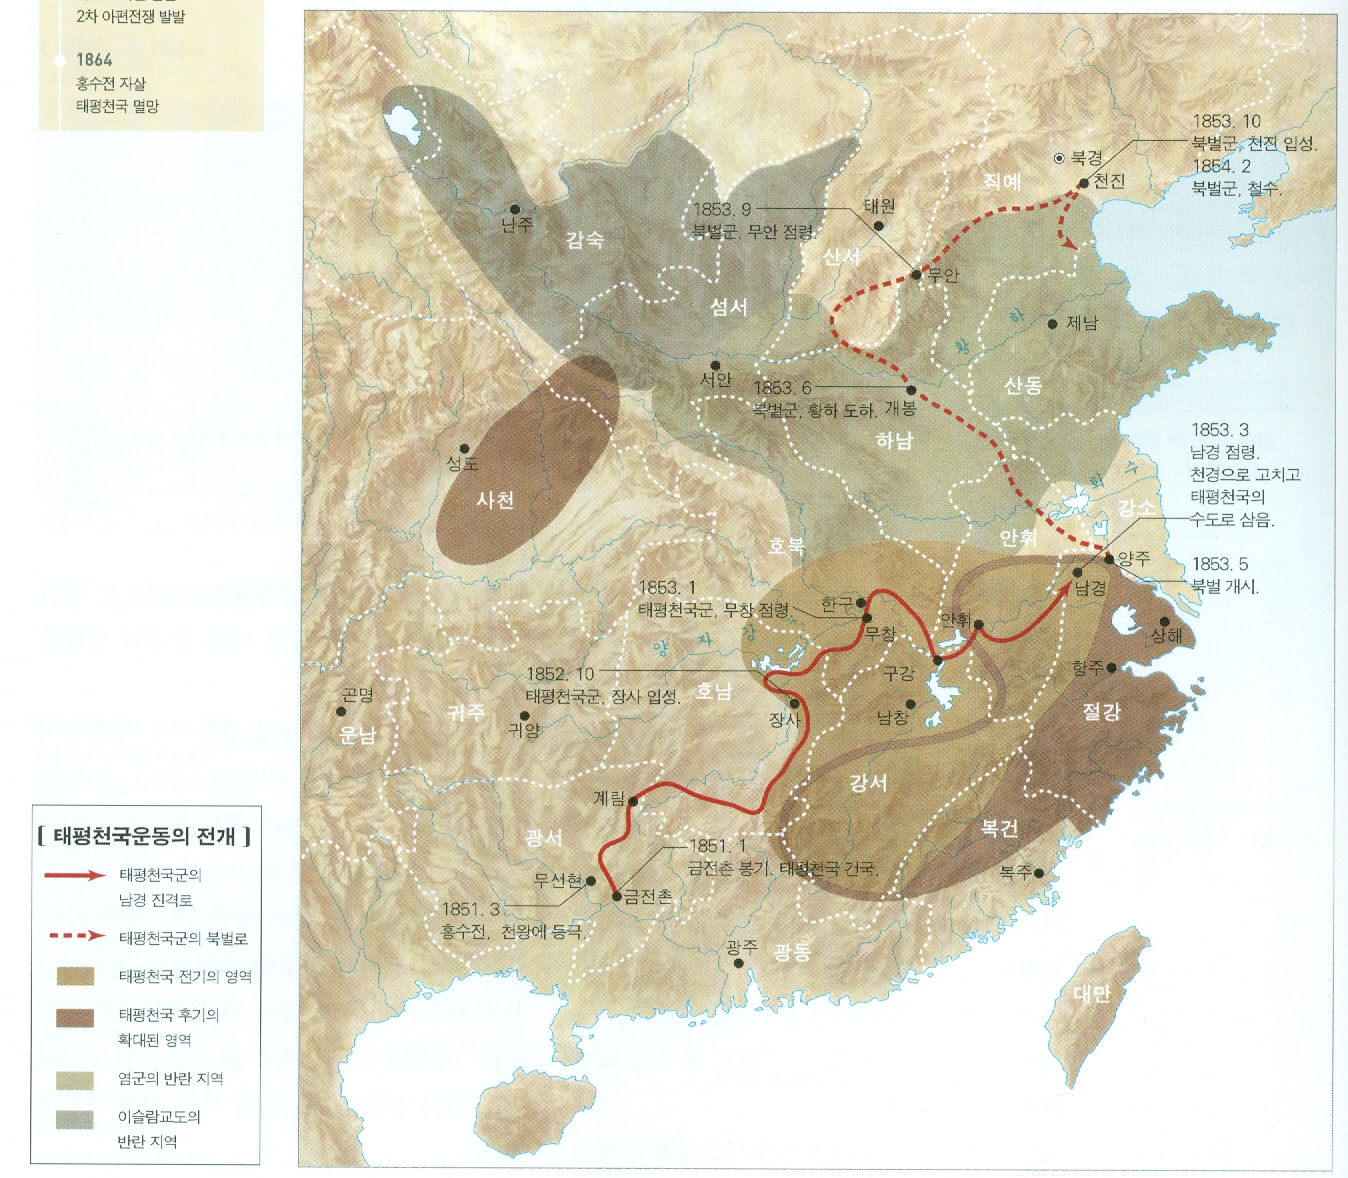 2차 아편전쟁 발발
1864
홍수전 자살
태평천국 멸망
1853. 10
북벌군, 천진 입성.
1854. 2
북벌군, 철수.
북경
천진
직예
1853. 9
북벌군, 무안 점령.
태원
산서
무안
난주
감숙
섬서
황하
제남
서안
1853. 6
북벌군, 황하 도하.
개봉
산동
하남
1853. 3
남경 점령.
천경으로 고치고
태평천국의
수도로 삼음.
회수
강소
성도
사천
호북
안휘
양주
남경
1853. 5
북벌 개시.
1853. 1
태평천국군, 무창 점령.
한구
무창
안휘
상해
양자강
구강
항주
1852. 10
태평천국군, 장사 입성.
호남
장사
남창
절강
곤명
운남
귀주
귀양
강서
계림
광서
복건
1851. 1
금전촌 봉기. 태평천국 건국.
복주
무선현
금전촌
1851. 3
홍수전, 천왕에 등극.
광주
광동
대만
[ 태평천국운동의 전개 ]
태평천국군의
남경 진격로
태평천국군의 북벌로
태평천국 전기의 영역
태평천국 후기의
확대된 영역
염군의 반란 지역
이슬람교도의
반란 지역